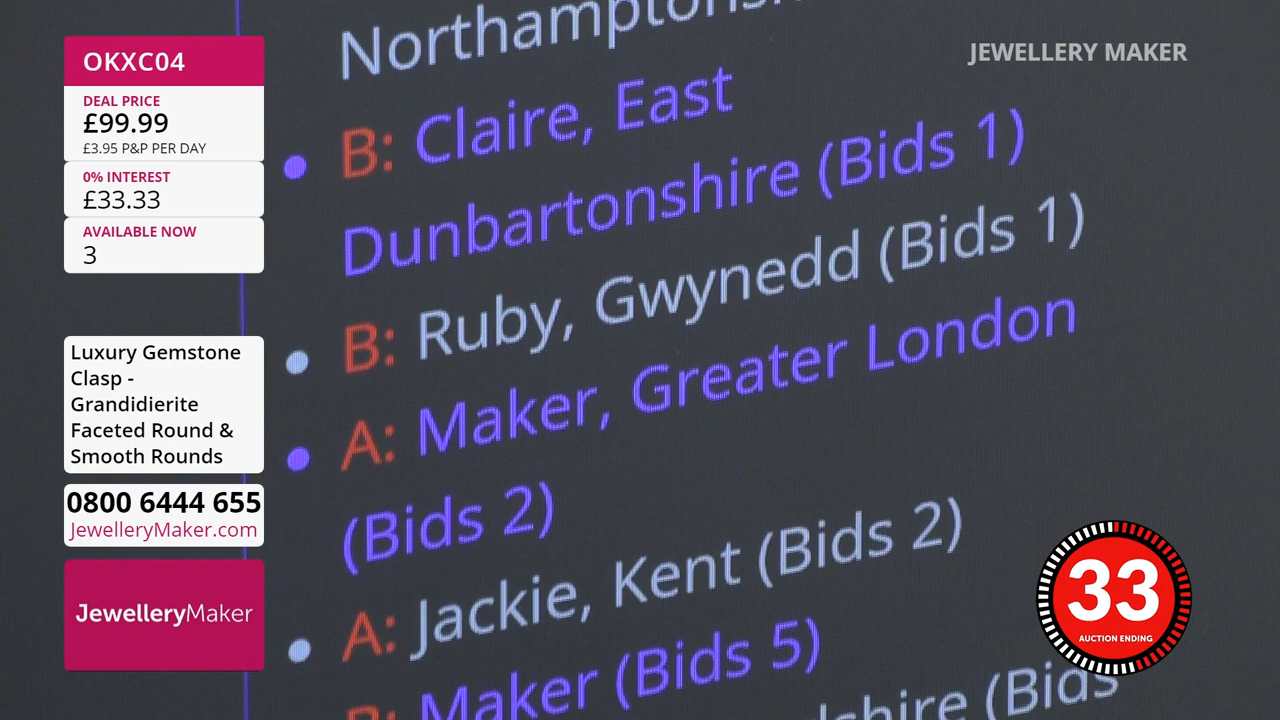 OKXC04
DEAL PRICE
£99.99
£3.95 P&P PER DAY
0% INTEREST
£33.33
AVAILABLE NOW
3
Luxury Gemstone
Clasp -
Grandidierite
Faceted Round &
Smooth Rounds
0800 6444 655
JewelleryMaker.com
JewelleryMaker
JEWELLERY MAKER
B: Claire, East
Dunbartonshire (Bids 1)
B: Ruby, Gwynedd (Bids 1)
A: Maker, Greater London
(Bids 2)
A: Jackie, Kent (Bids 2)
B: Maker (Bids 5)
(Bids
33
AUCTION ENDING